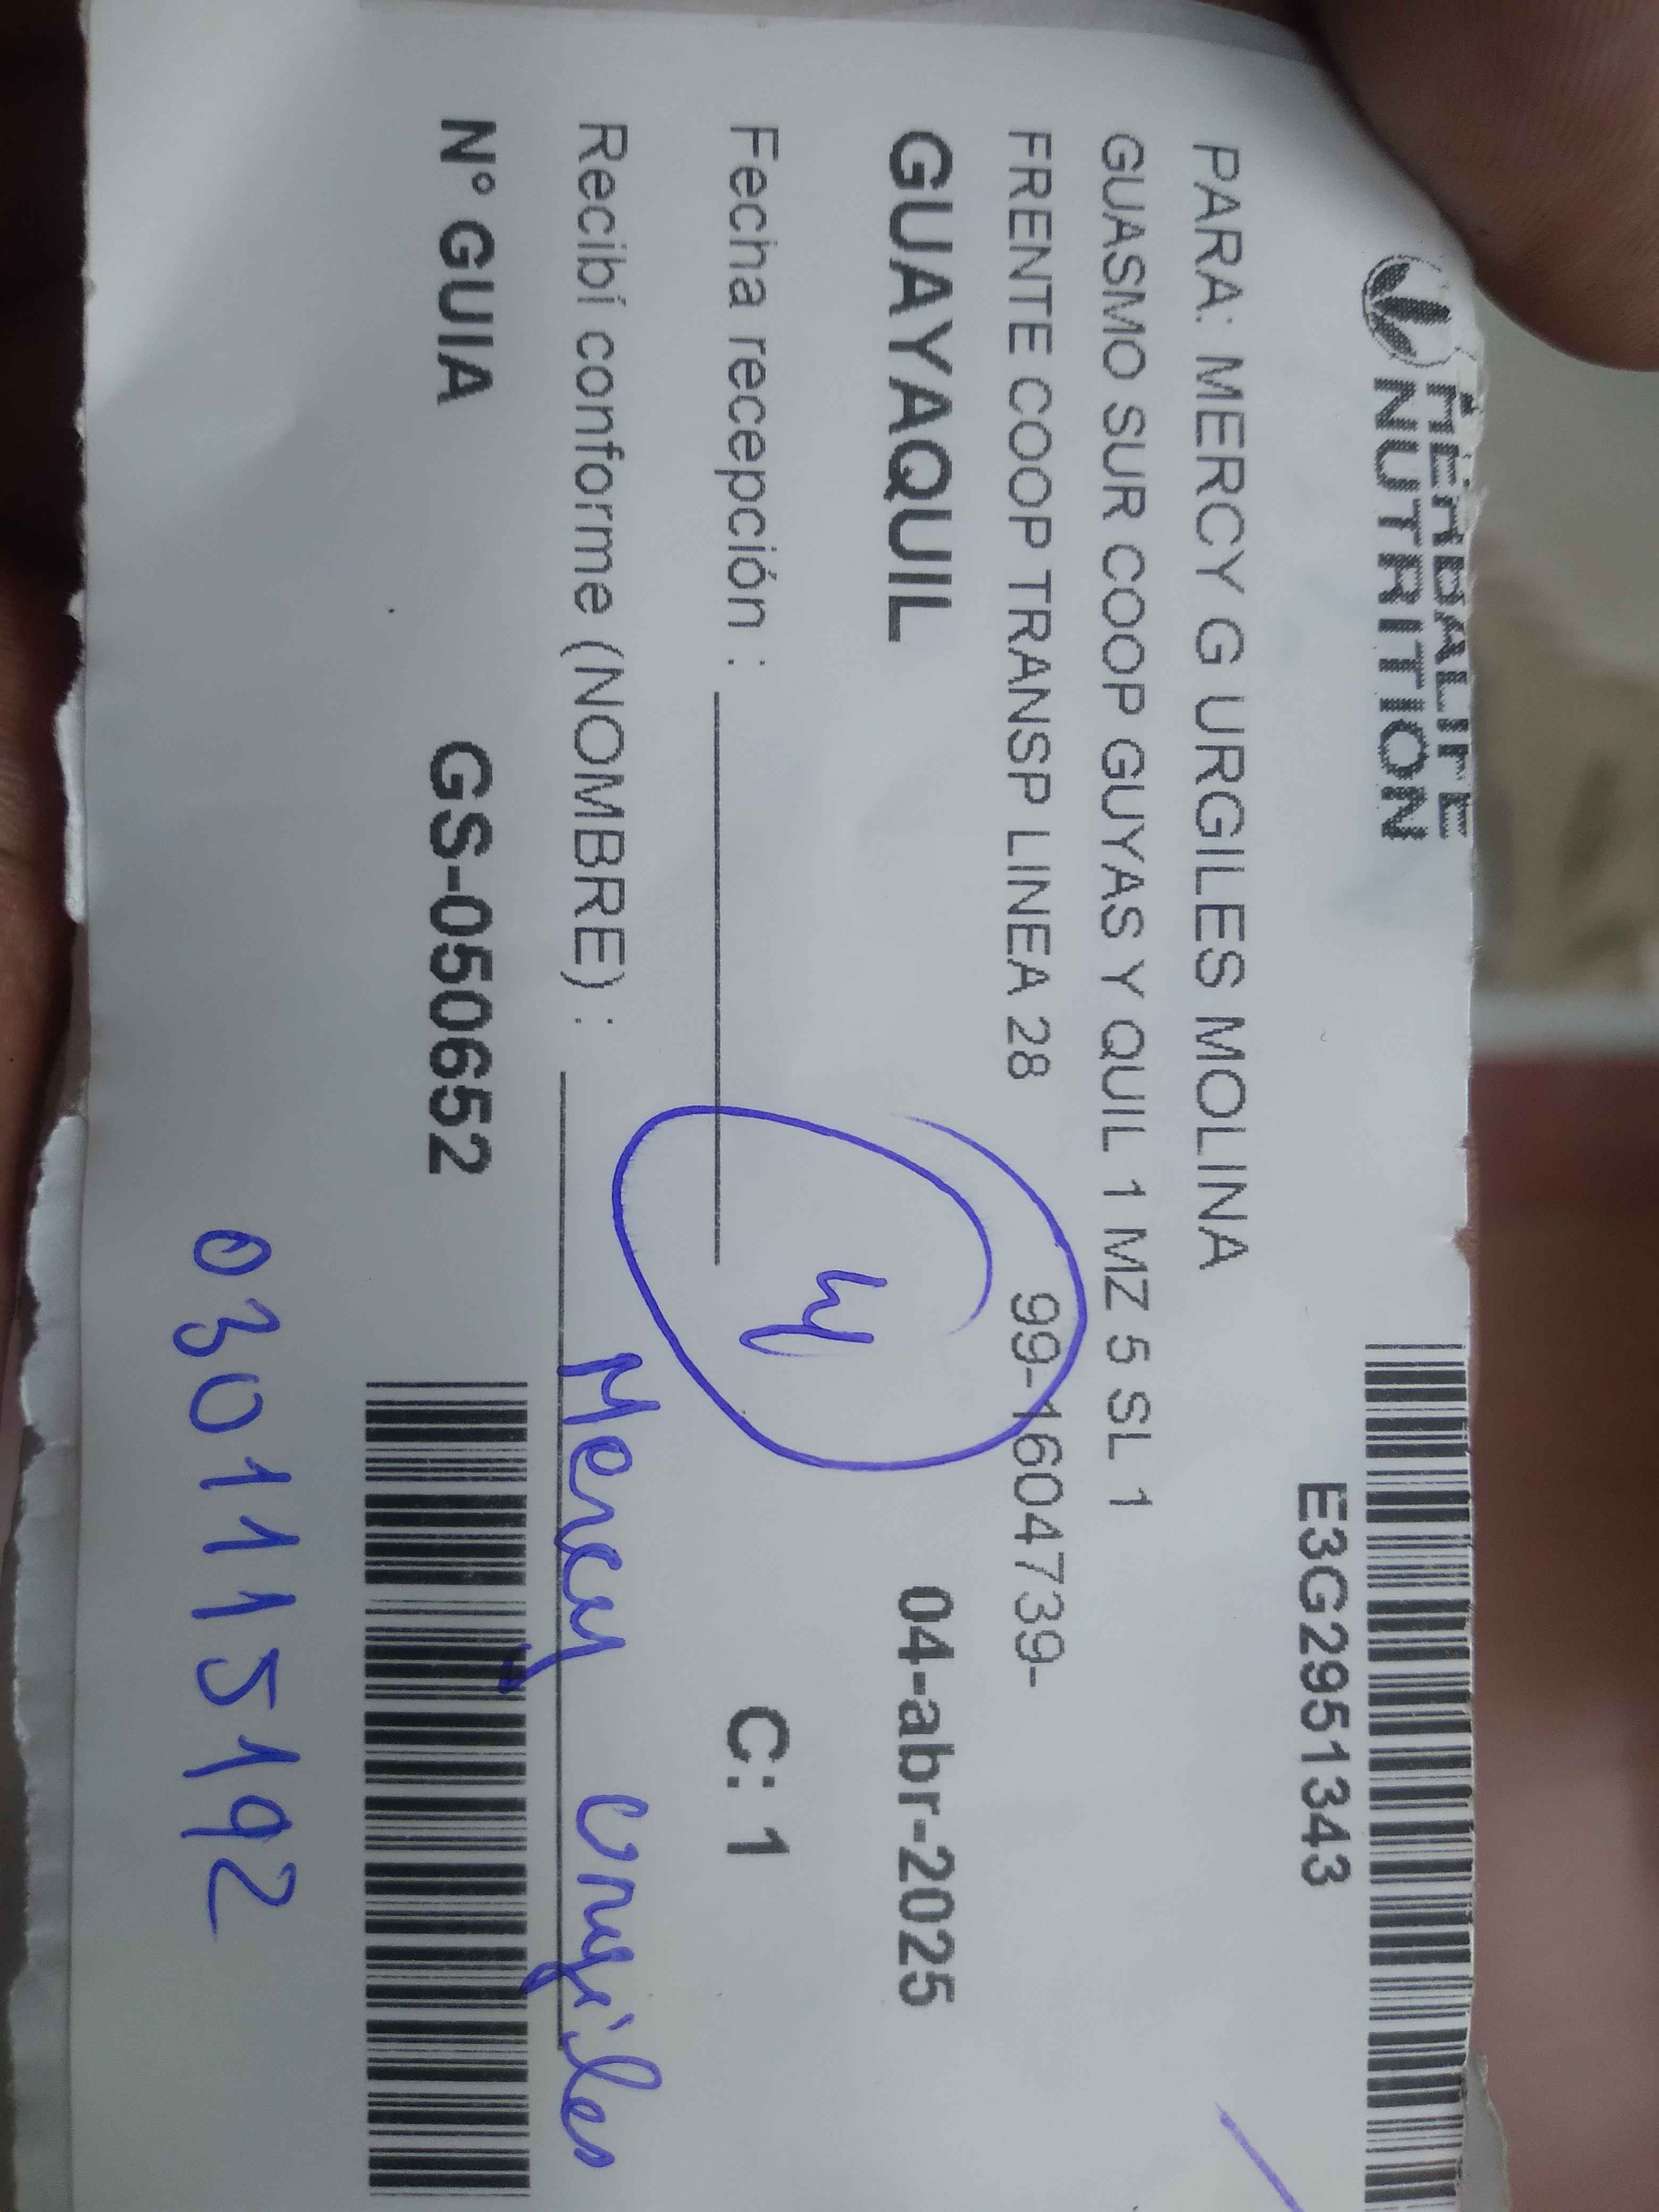 HERBALIFE
NUTRITION
E3G2951343
PARA: MERCY G URGILES MOLINA
GUASMO SUR COOP GUYAS Y QUIL 1 MZ 5 SL 1
FRENTE COOP TRANSP LINEA 28 99-1604739-
GUAYAQUIL 04-abr-2025
4
Fecha recepción : C: 1
Recibí conforme (NOMBRE) : Mercy Urgiles
N° GUIA GS-050652
0301115192